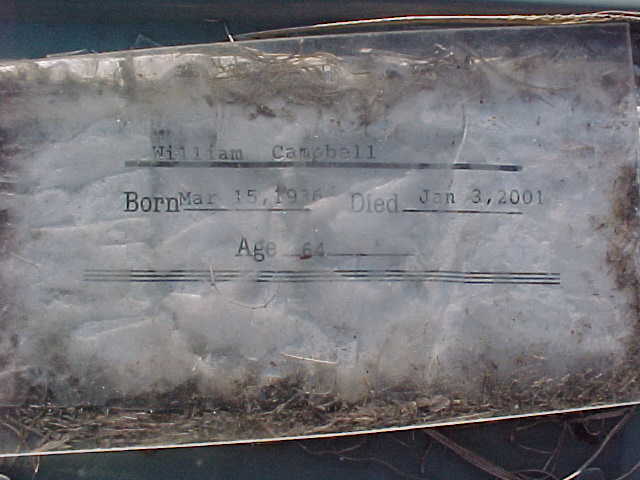 William Campbell
Born Mar 15,1936 Died Jan 3,2001
Age 64